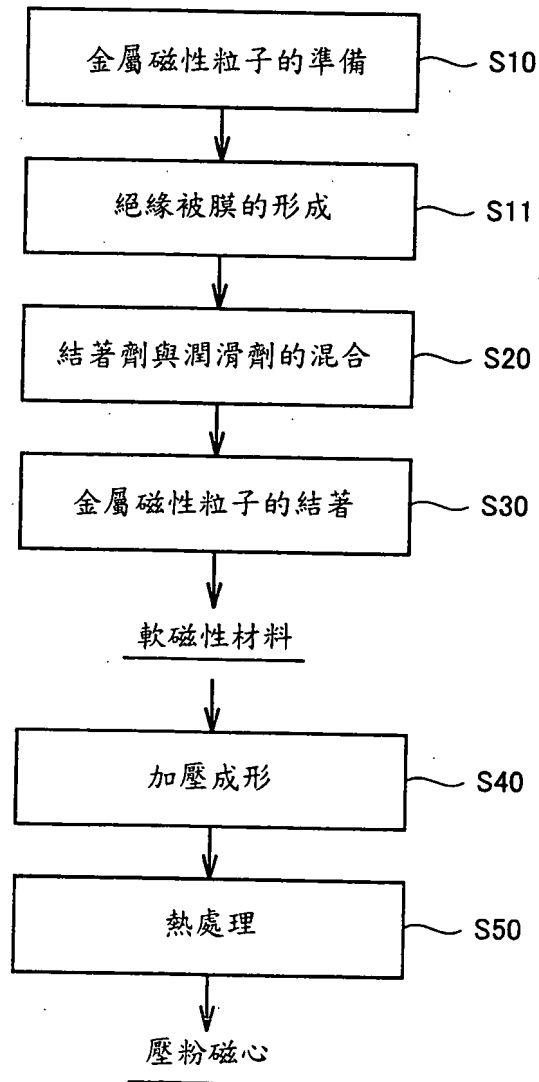 金屬磁性粒子的準備 S10
絕緣被膜的形成 S11
結著劑與潤滑劑的混合 S20
金屬磁性粒子的結著 S30
軟磁性材料
加壓成形 S40
熱處理 S50
壓粉磁心